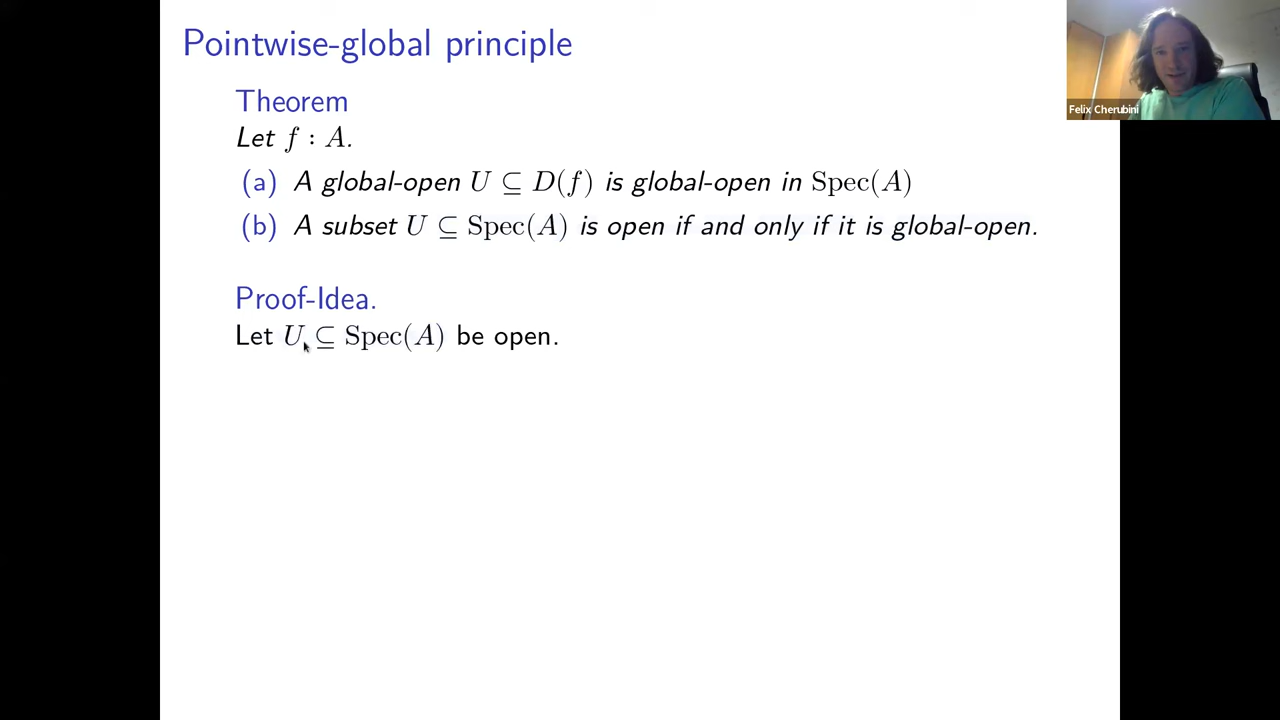 Pointwise-global principle
Felix Cherubini
Theorem
Let f : A.
(a) A global-open U ⊆ D(f) is global-open in Spec(A)
(b) A subset U ⊆ Spec(A) is open if and only if it is global-open.
Proof-Idea.
Let U ⊆ Spec(A) be open.